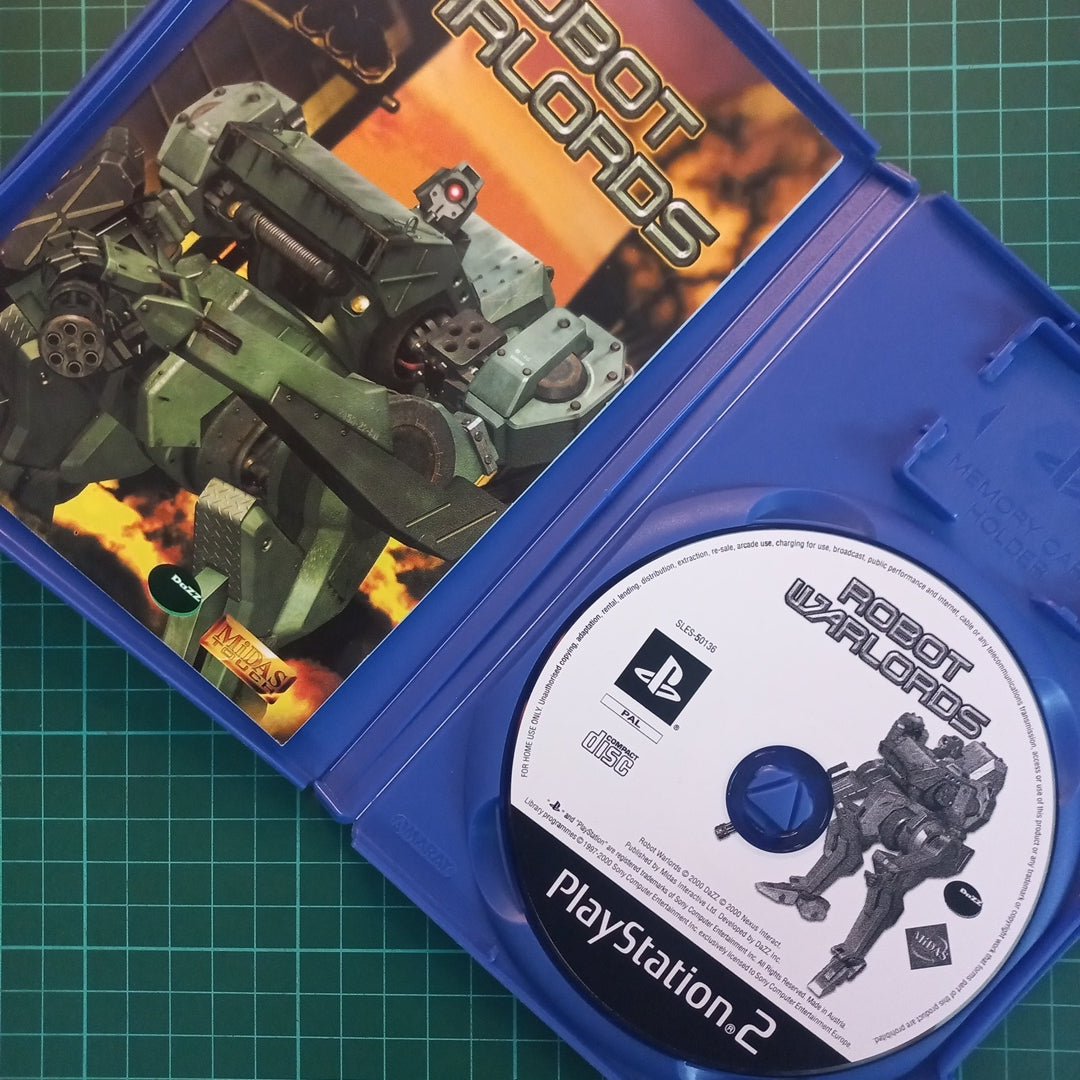 ROBOT
WARLORDS
DaZZ
MiDAS
TOUCH
MEMORY CARD
HOLDER
AMARAY
FOR HOME USE ONLY. Unauthorised copying, adaptation, rental, lending, distribution, extraction, re-sale, arcade use, charging for use, broadcast, public performance and internet, cable or any telecommunications transmission, access or use of this product or any trademark or copyright work that forms part of this product are prohibited.
SLES-50136
PAL
COMPACT
disc
ROBOT
WARLORDS
DaZZ
MiDAS
Robot Warlords © 2000 DaZZ © 2000 Nexus Interact.
Published by Midas Interactive Ltd. Developed by DaZZ Inc.
" " and "PlayStation" are registered trademarks of Sony Computer Entertainment Inc. All Rights Reserved. Made in Austria.
Library programmes © 1997-2000 Sony Computer Entertainment Inc. exclusively licensed to Sony Computer Entertainment Europe.
PlayStation®2